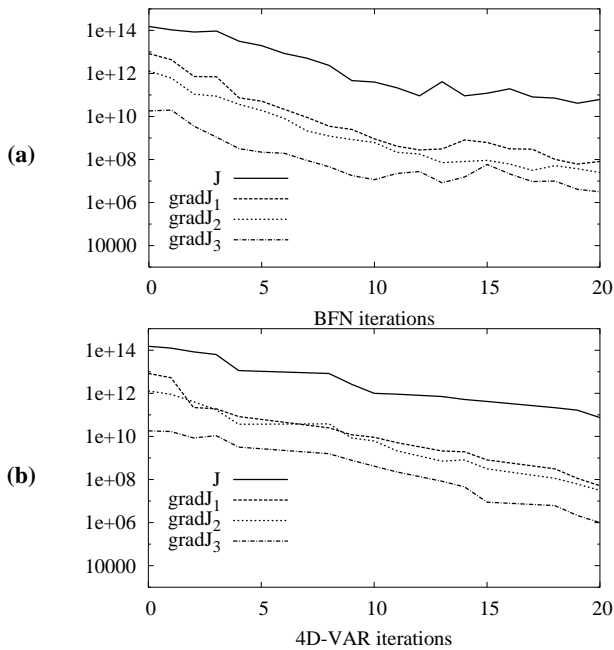 1e+14
1e+12
1e+10
(a)
1e+08
J
gradJ1
1e+06
gradJ2
gradJ3
10000
0 5 10 15 20
BFN iterations
1e+14
1e+12
1e+10
(b)
1e+08
J
gradJ1
1e+06
gradJ2
gradJ3
10000
0 5 10 15 20
4D-VAR iterations